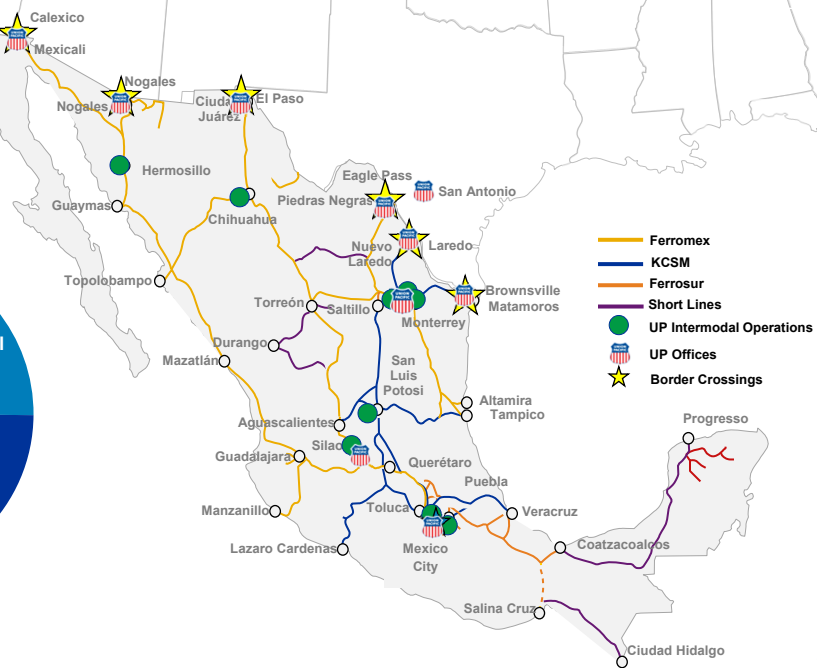 Calexico
Mexicali
Nogales
Nogales
Ciuda
Juárez
El Paso
Hermosillo
Guaymas
Chihuahua
Eagle Pass
Piedras Negras
San Antonio
Nuevo
Laredo
Laredo
Topolobampo
Torreón
Saltillo
Monterrey
Brownsville
Matamoros
Durango
Mazatlán
San
Luis
Potosi
Altamira
Tampico
Aguascalientes
Silao
Guadalajara
Querétaro
Puebla
Manzanillo
Toluca
Veracruz
Lazaro Cardenas
Mexico
City
Coatzacoalcos
Salina Cruz
Ciudad Hidalgo
Progresso
Ferromex
KCSM
Ferrosur
Short Lines
UP Intermodal Operations
UP Offices
Border Crossings
l